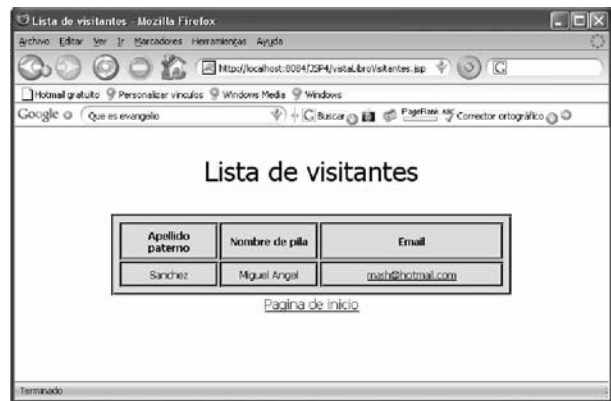 Lista de visitantes - Mozilla Firefox
Archivo Editar Ver Ir Marcadores Herramientas Ayuda
http://localhost:8084/JSP4/vistaLibroVisitantes.jsp
Hotmail gratuito Personalizar vínculos Windows Media Windows
Google Que es evangelio Buscar PageRank ABC Corrector ortográfico
Lista de visitantes
Apellido paterno Nombre de pila Email
Sanchez Miguel Angel mash@hotmail.com
Pagina de inicio
Terminado